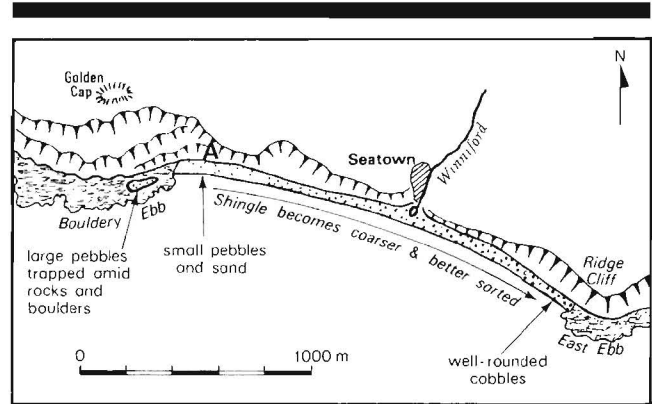 Golden
Cap
N
A
Seatown
Winniford
Bouldery Ebb
Shingle becomes coarser & better sorted
large pebbles
trapped amid
rocks and
boulders
small pebbles
and sand
Ridge
Cliff
East Ebb
0 1000 m
well-rounded
cobbles